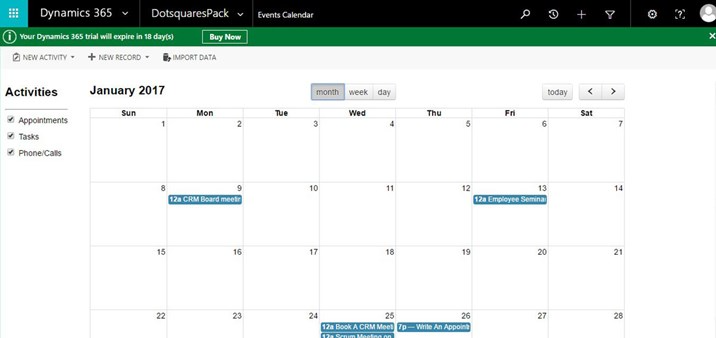 Dynamics 365 DotsquaresPack Events Calendar
Your Dynamics 365 trial will expire in 18 day(s) Buy Now
NEW ACTIVITY NEW RECORD IMPORT DATA
Activities
Appointments
Tasks
Phone/Calls
January 2017 month week day today
Sun Mon Tue Wed Thu Fri Sat
1 2 3 4 5 6 7
8 9 10 11 12 13 14
12a CRM Board meetin 12a Employee Semina
15 16 17 18 19 20 21
22 23 24 25 26 27 28
12a Book A CRM Meeti 7p — Write An Appoint
12a Scrum Meeting on